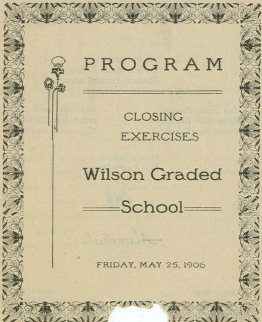 PROGRAM
CLOSING
EXERCISES
Wilson Graded
School
FRIDAY, MAY 25, 1906